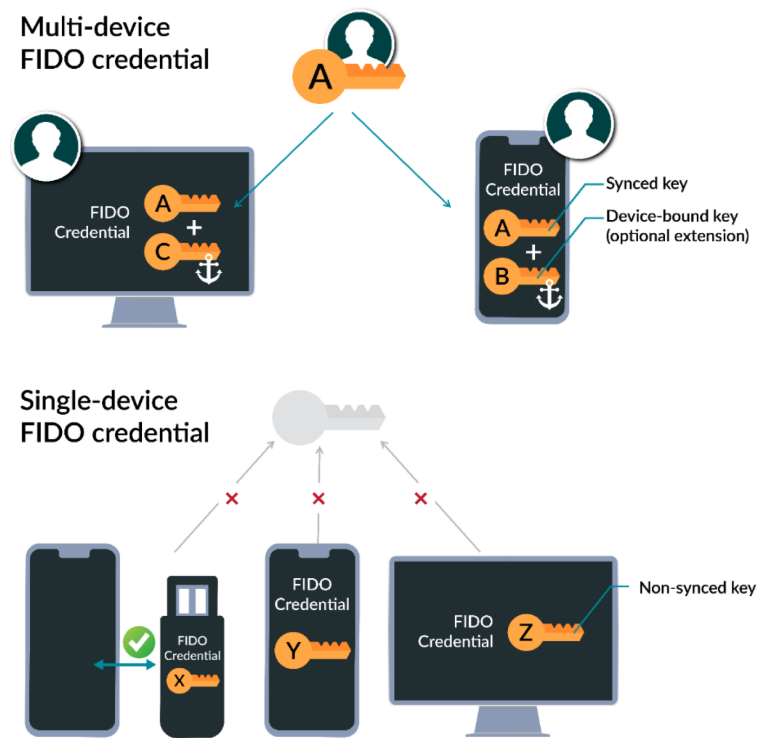 Multi-device
FIDO credential
A
FIDO
Credential
A
+
C
FIDO
Credential
A
+
B
Synced key
Device-bound key
(optional extension)
Single-device
FIDO credential
FIDO
Credential
X
FIDO
Credential
Y
FIDO
Credential
Z
Non-synced key